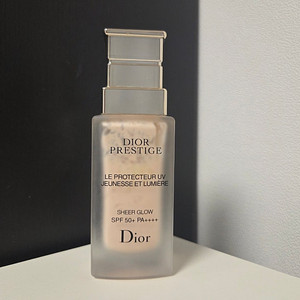 DIOR
PRESTIGE
LE PROTECTEUR UV
JEUNESSE ET LUMIÈRE
SHEER GLOW
SPF 50+ PA++++
Dior